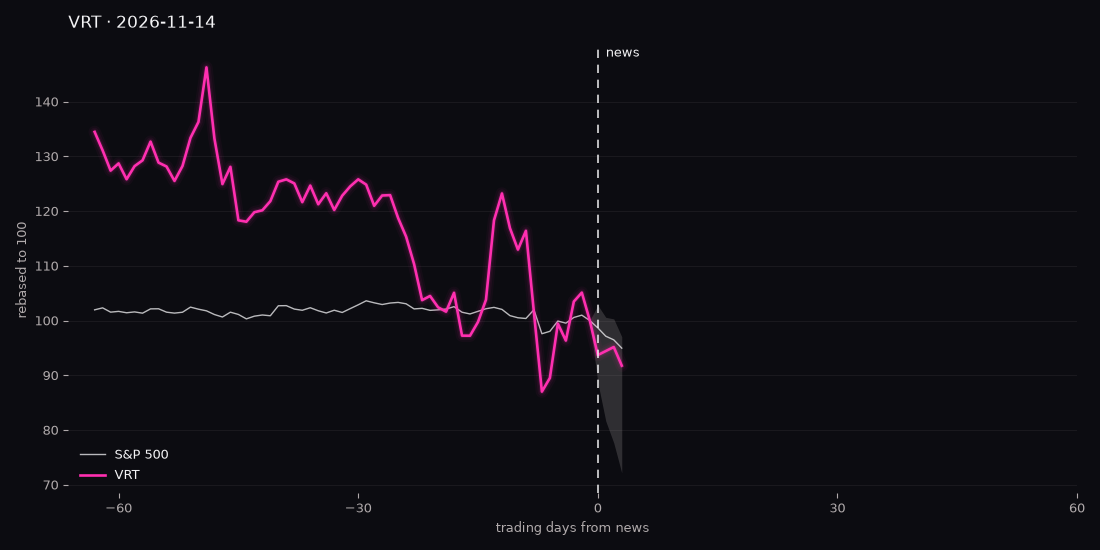 VRT · 2026-11-14
news
140
130
120
110
100
90
80
70
rebased to 100
S&P 500
VRT
−60
−30
0
30
60
trading days from news